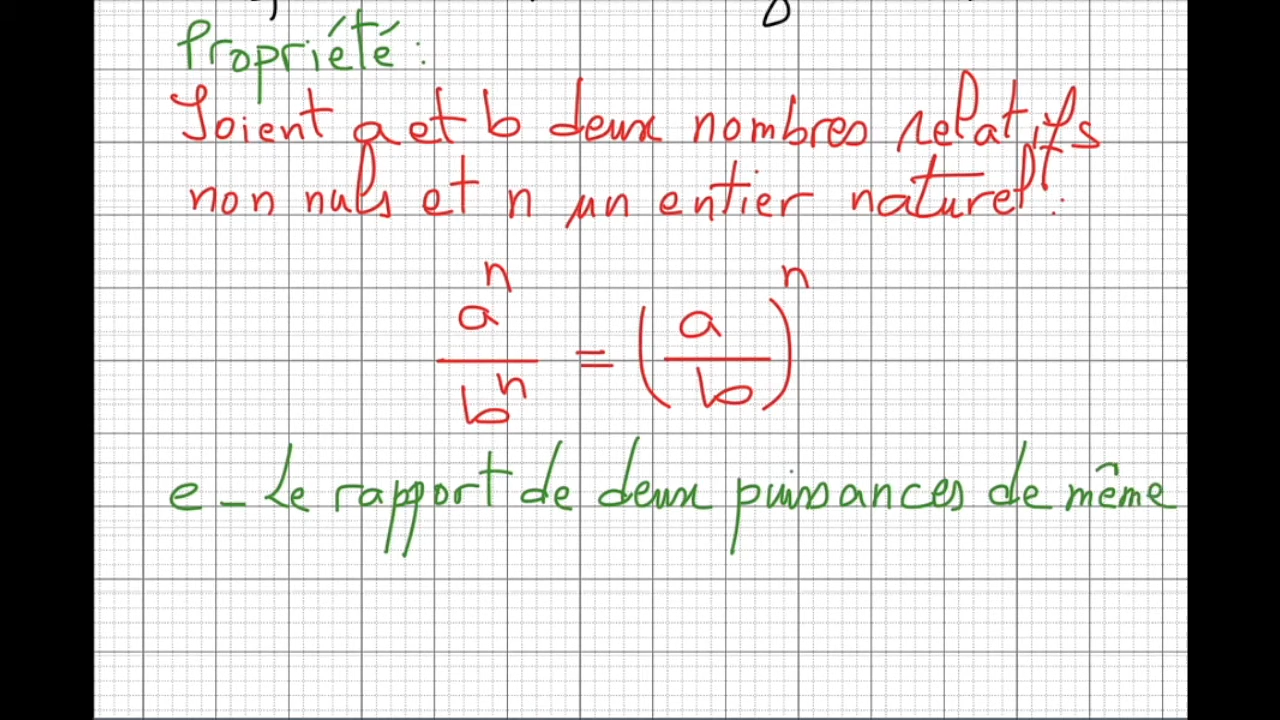 Propriété :
Soient a et b deux nombres relatifs
non nuls et n un entier naturel :
a^n / b^n = (a / b)^n
e - Le rapport de deux puissances de même